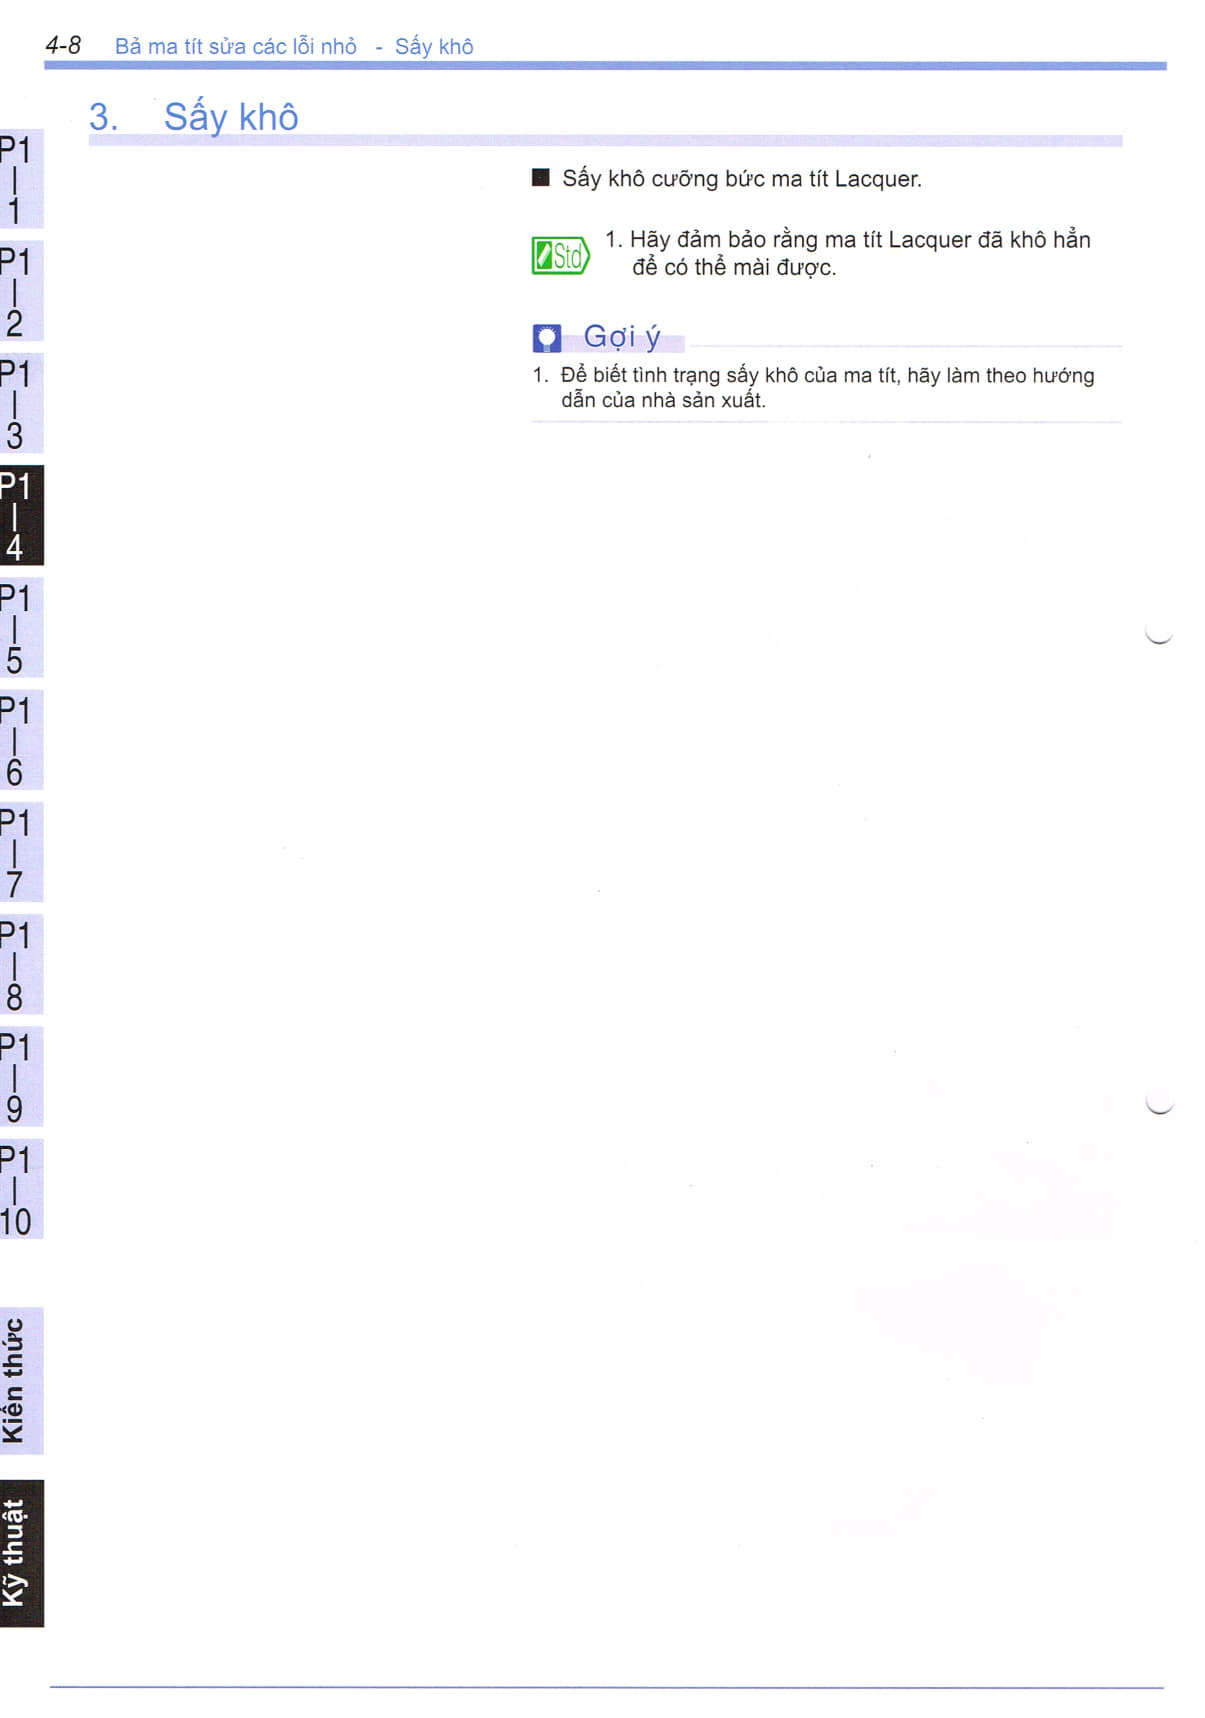 4-8 Bả ma tít sửa các lỗi nhỏ - Sấy khô
3. Sấy khô
■ Sấy khô cưỡng bức ma tít Lacquer.
Std 1. Hãy đảm bảo rằng ma tít Lacquer đã khô hẳn
để có thể mài được.
Gợi ý
1. Để biết tình trạng sấy khô của ma tít, hãy làm theo hướng
dẫn của nhà sản xuất.
P1
|
1
P1
|
2
P1
|
3
P1
|
4
P1
|
5
P1
|
6
P1
|
7
P1
|
8
P1
|
9
P1
|
10
Kiến thức
Kỹ thuật